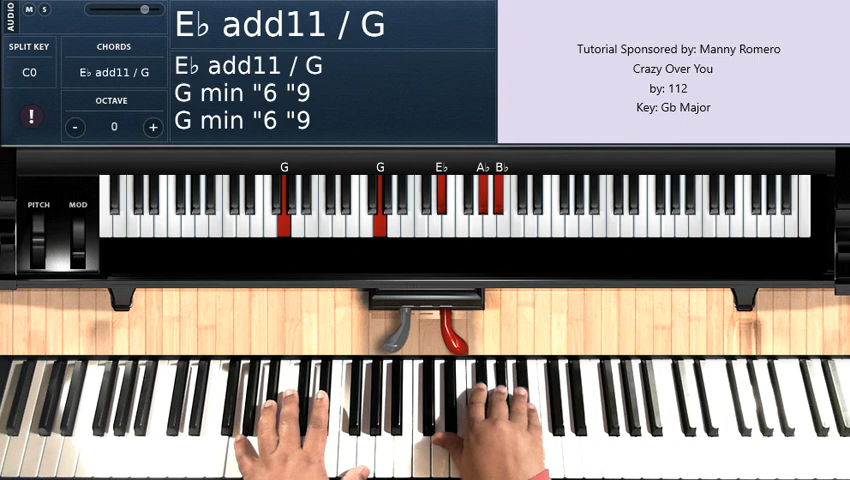 AUDIO
M S
SPLIT KEY
C0
CHORDS
E♭ add11 / G
OCTAVE
- 0 +
!
E♭ add11 / G
E♭ add11 / G
G min "6 "9
G min "6 "9
Tutorial Sponsored by: Manny Romero
Crazy Over You
by: 112
Key: Gb Major
G G E♭ A♭ B♭
PITCH MOD